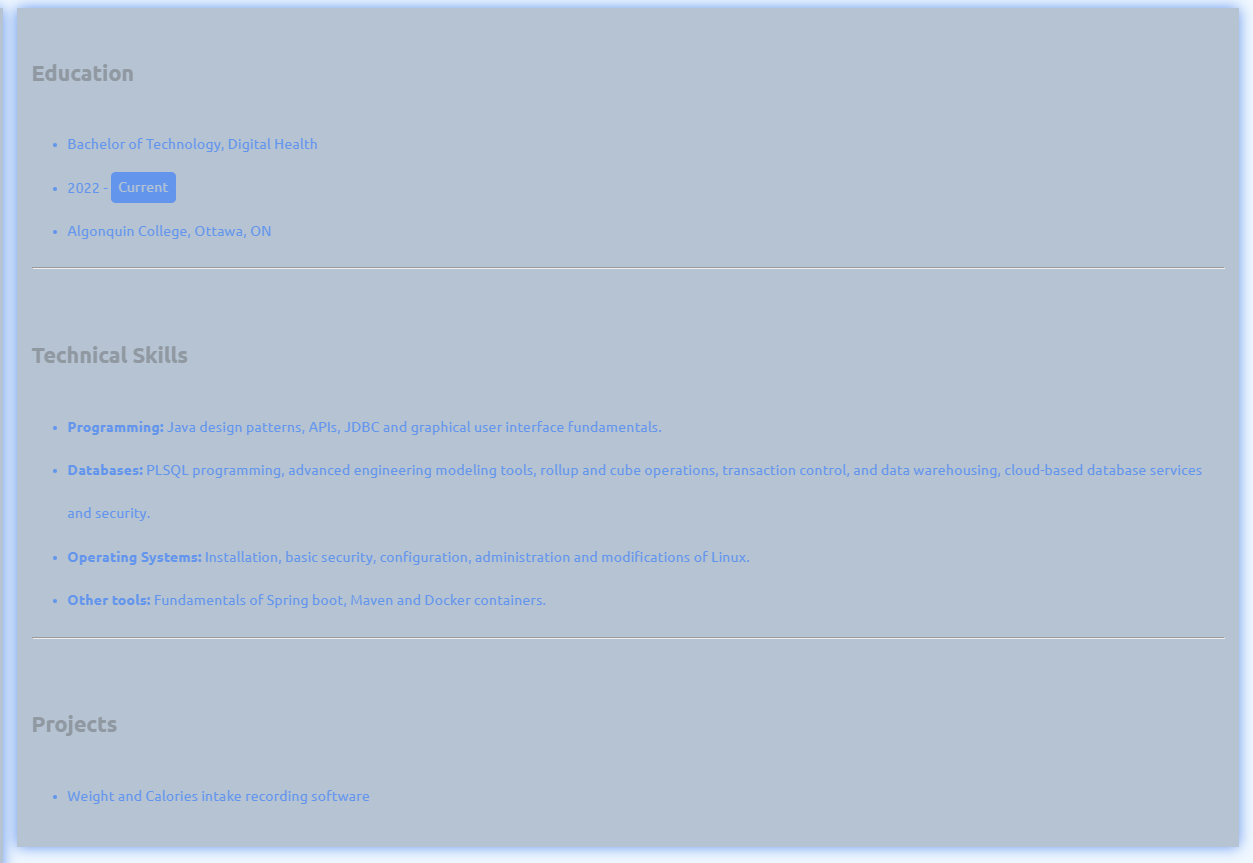 Education
Bachelor of Technology, Digital Health
2022 - Current
Algonquin College, Ottawa, ON
Technical Skills
Programming: Java design patterns, APIs, JDBC and graphical user interface fundamentals.
Databases: PLSQL programming, advanced engineering modeling tools, rollup and cube operations, transaction control, and data warehousing, cloud-based database services
and security.
Operating Systems: Installation, basic security, configuration, administration and modifications of Linux.
Other tools: Fundamentals of Spring boot, Maven and Docker containers.
Projects
Weight and Calories intake recording software